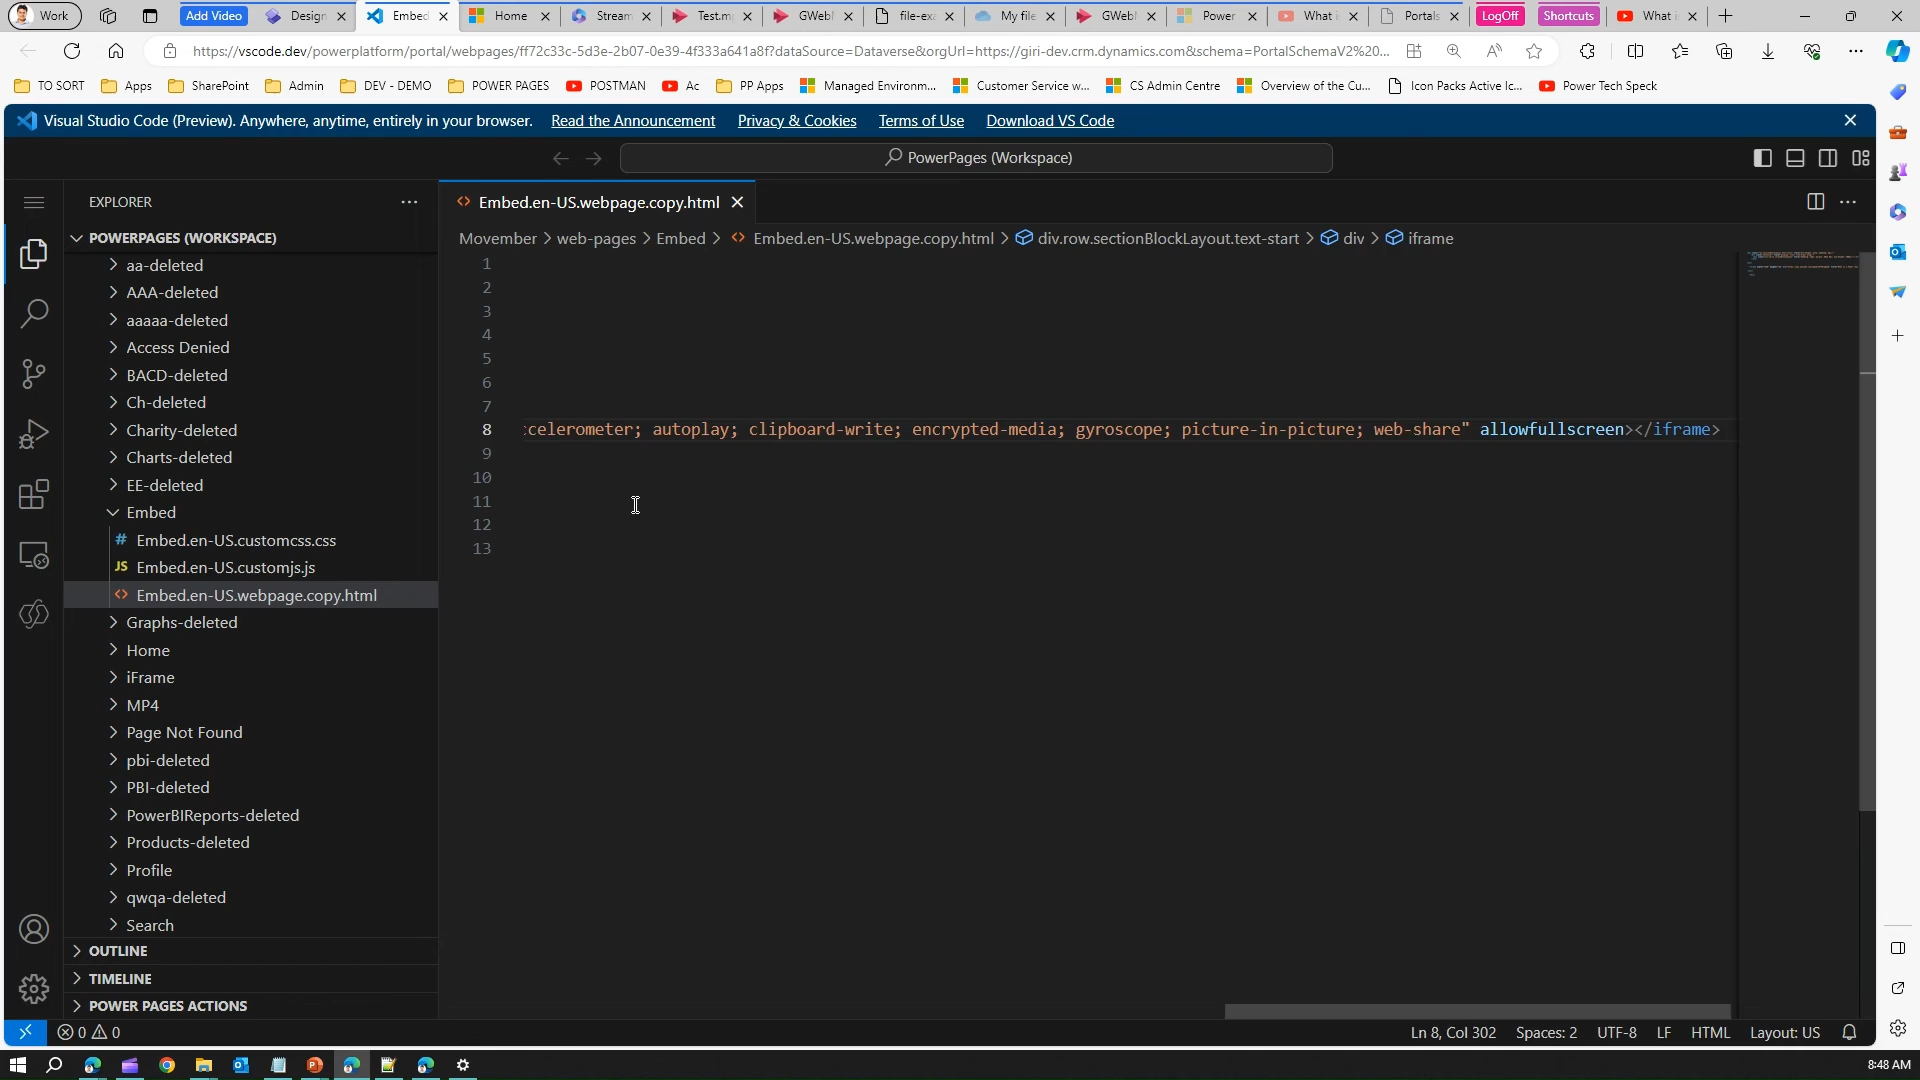 Work
Add Video
Design
Embed
Home
Stream
Test.m
GWebl
file-exa
My file
GWebl
Power
What i
Portals
LogOff
Shortcuts
What i
https://vscode.dev/powerplatform/portal/webpages/ff72c33c-5d3e-2b07-0e39-4f333a641a8f?dataSource=Dataverse&orgUrl=https://giri-dev.crm.dynamics.com&schema=PortalSchemaV2%20...
TO SORT
Apps
SharePoint
Admin
DEV - DEMO
POWER PAGES
POSTMAN
Ac
PP Apps
Managed Environm...
Customer Service w...
CS Admin Centre
Overview of the Cu...
Icon Packs Active Ic...
Power Tech Speck
Visual Studio Code (Preview). Anywhere, anytime, entirely in your browser. Read the Announcement Privacy & Cookies Terms of Use Download VS Code
PowerPages (Workspace)
EXPLORER
Embed.en-US.webpage.copy.html
POWERPAGES (WORKSPACE)
Movember > web-pages > Embed > Embed.en-US.webpage.copy.html > div.row.sectionBlockLayout.text-start > div > iframe
aa-deleted
AAA-deleted
aaaaa-deleted
Access Denied
BACD-deleted
Ch-deleted
Charity-deleted
Charts-deleted
EE-deleted
Embed
Embed.en-US.customcss.css
JS Embed.en-US.customjs.js
Embed.en-US.webpage.copy.html
Graphs-deleted
Home
iFrame
MP4
Page Not Found
pbi-deleted
PBI-deleted
PowerBIReports-deleted
Products-deleted
Profile
qwqa-deleted
Search
OUTLINE
TIMELINE
POWER PAGES ACTIONS
1
2
3
4
5
6
7
8 celerometer; autoplay; clipboard-write; encrypted-media; gyroscope; picture-in-picture; web-share" allowfullscreen></iframe>
9
10
11
12
13
0 0
Ln 8, Col 302
Spaces: 2
UTF-8
LF
HTML
Layout: US
8:48 AM